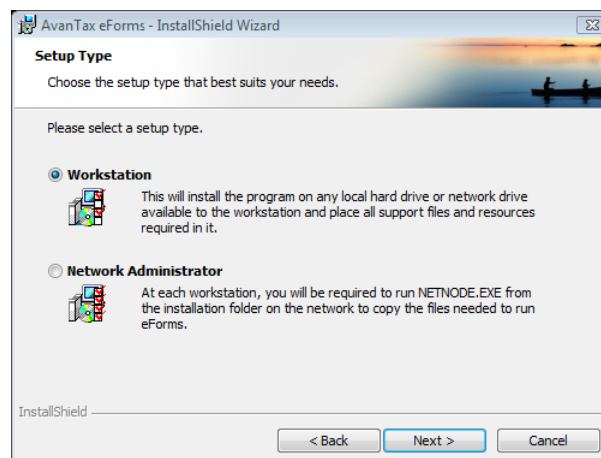 AvanTax eForms - InstallShield Wizard
Setup Type
Choose the setup type that best suits your needs.
Please select a setup type.
Workstation
This will install the program on any local hard drive or network drive
available to the workstation and place all support files and resources
required in it.
Network Administrator
At each workstation, you will be required to run NETNODE.EXE from
the installation folder on the network to copy the files needed to run
eForms.
InstallShield
< Back
Next >
Cancel